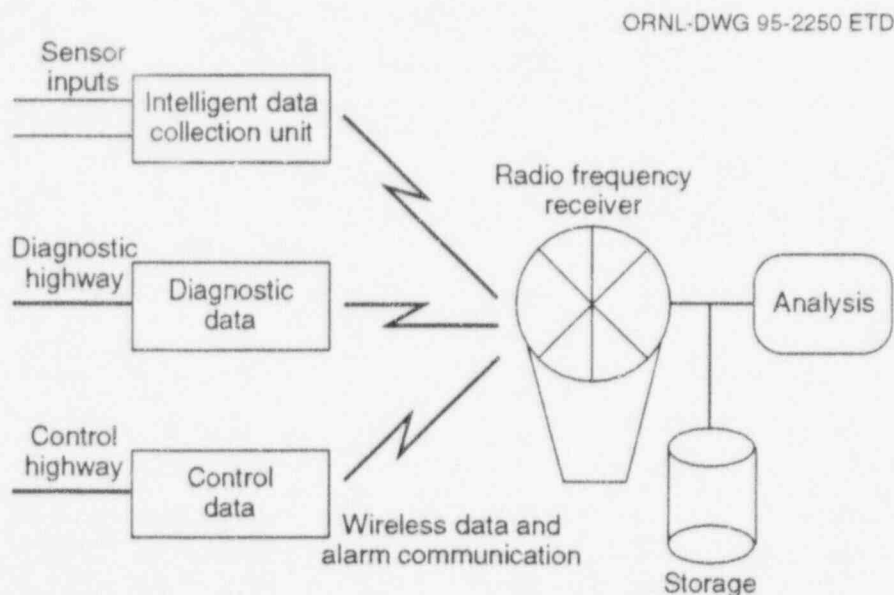 ORNL-DWG 95-2250 ETD
Sensor
inputs
Intelligent data
collection unit
Radio frequency
receiver
Diagnostic
highway
Diagnostic
data
Analysis
Control
highway
Control
data
Wireless data and
alarm communication
Storage